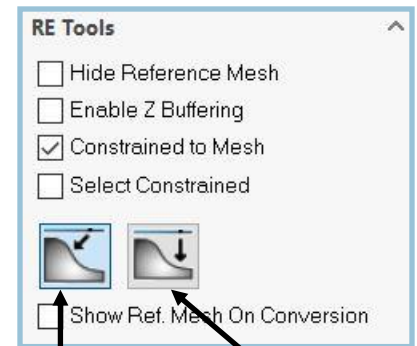 RE Tools
Hide Reference Mesh
Enable Z Buffering
Constrained to Mesh
Select Constrained
Show Ref. Mesh On Conversion